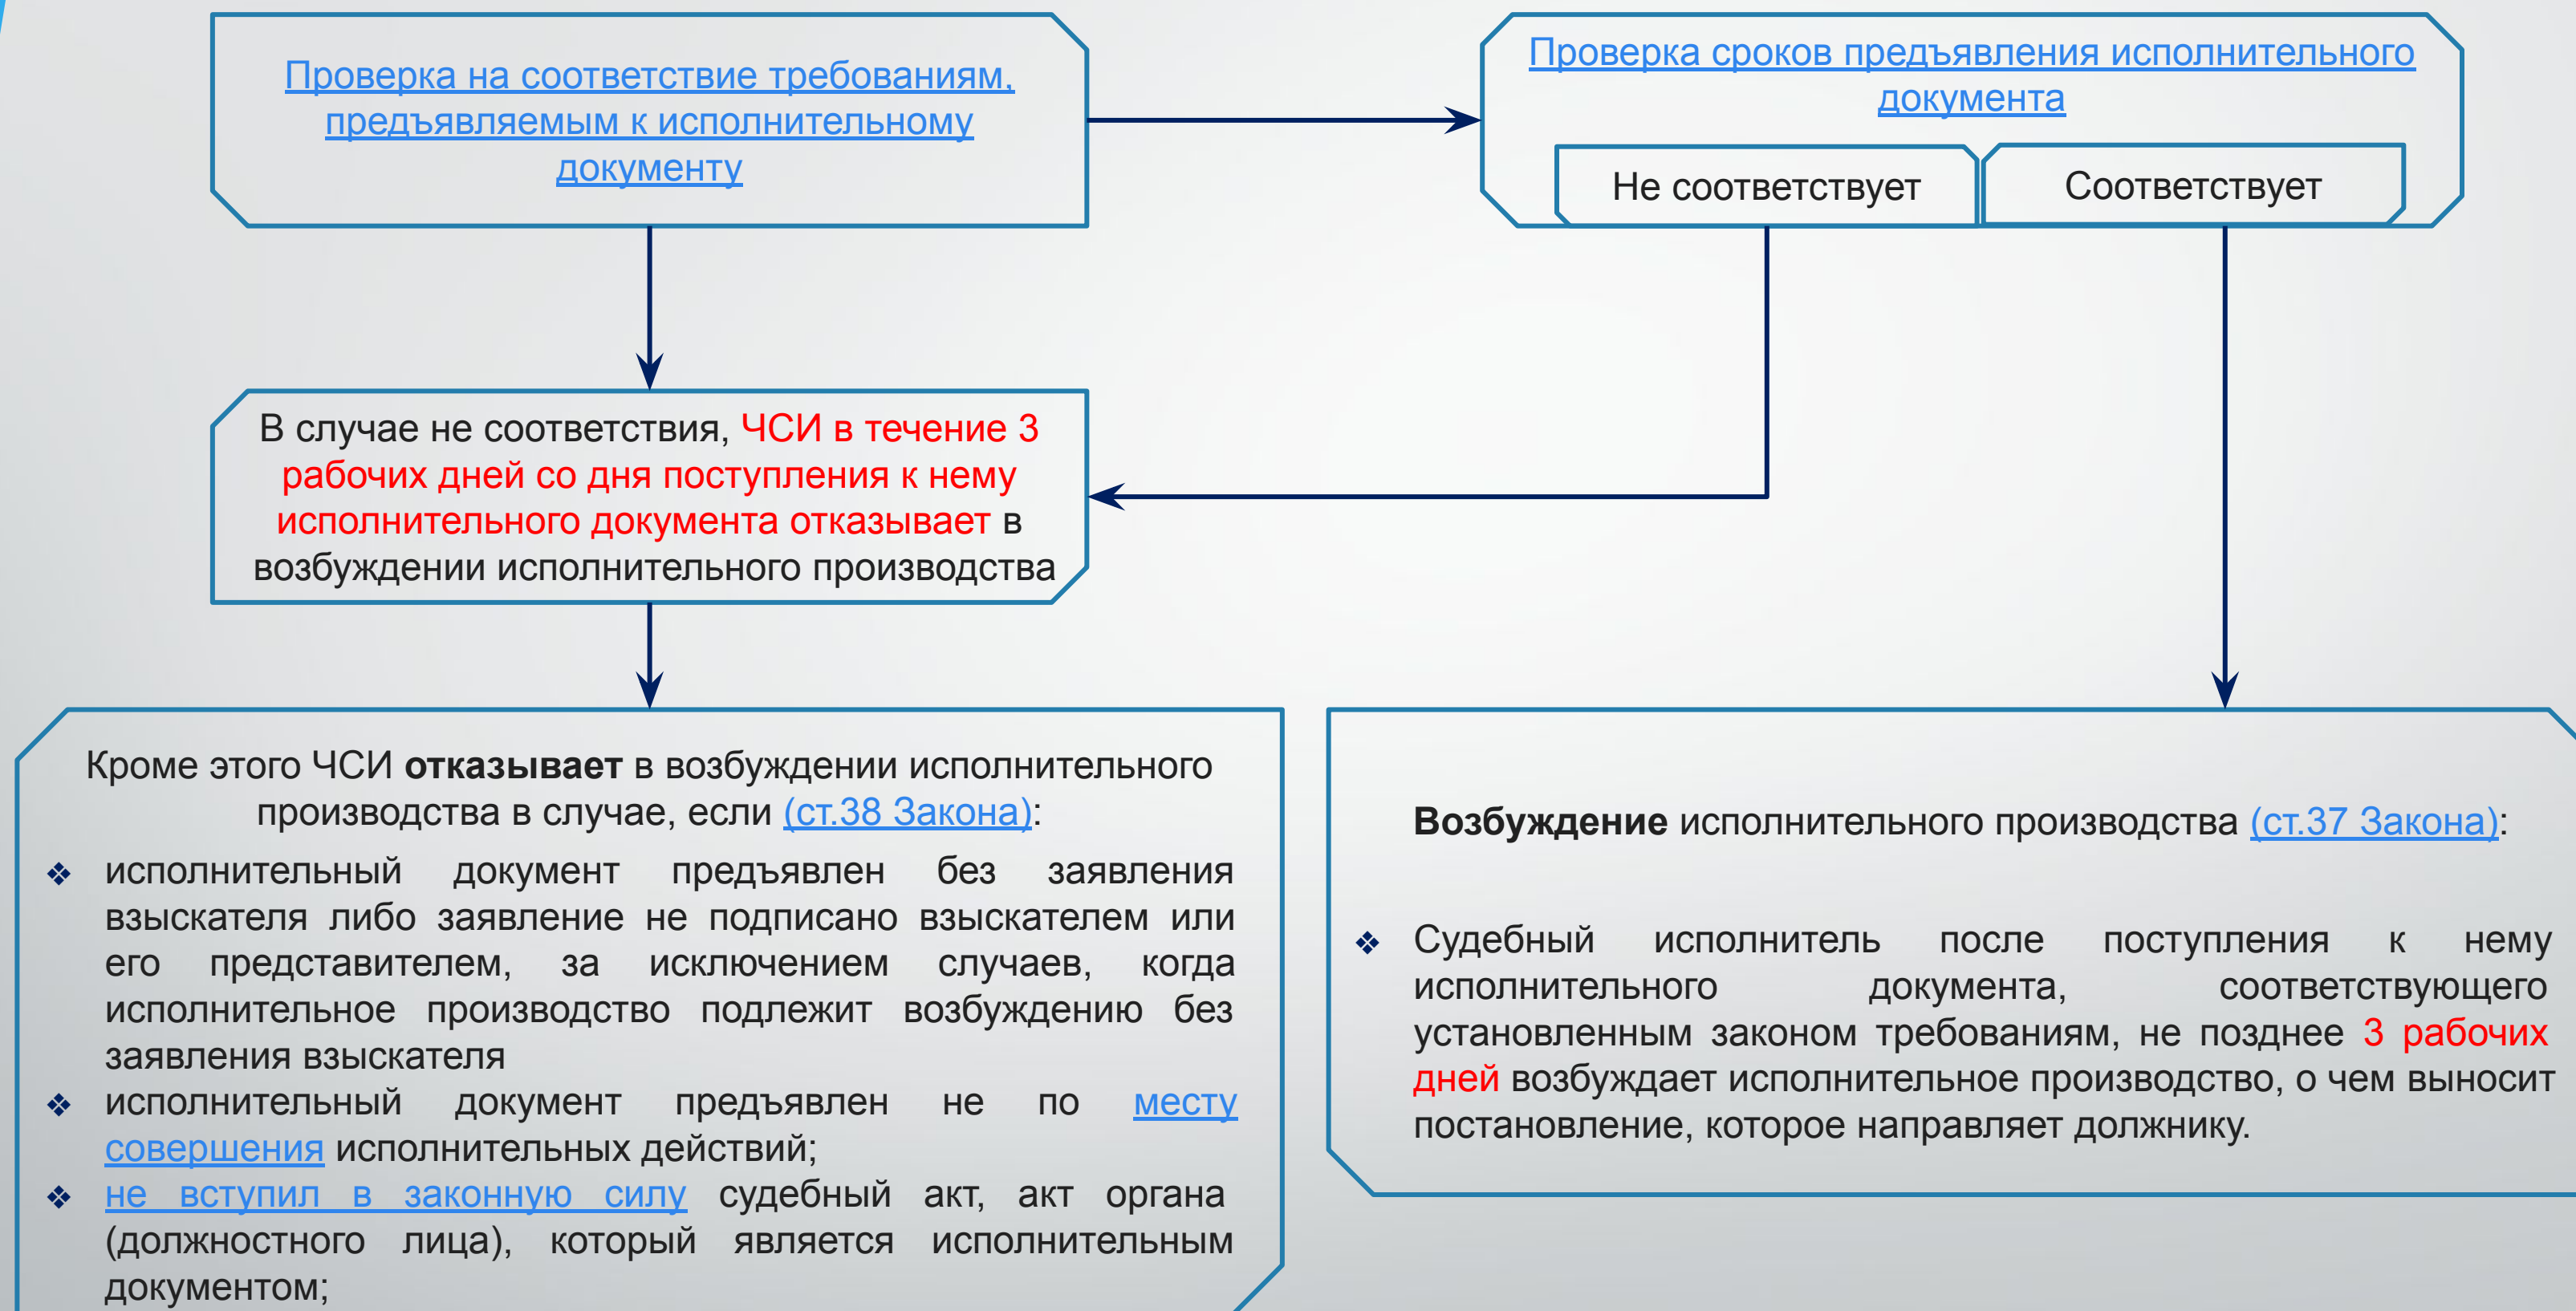 Проверка на соответствие требованиям,
предъявляемым к исполнительному
документу
Проверка сроков предъявления исполнительного
документа
Не соответствует
Соответствует
В случае не соответствия, ЧСИ в течение 3
рабочих дней со дня поступления к нему
исполнительного документа отказывает в
возбуждении исполнительного производства
Кроме этого ЧСИ отказывает в возбуждении исполнительного
производства в случае, если (ст.38 Закона):
❖ исполнительный документ предъявлен без заявления
взыскателя либо заявление не подписано взыскателем или
его представителем, за исключением случаев, когда
исполнительное производство подлежит возбуждению без
заявления взыскателя
❖ исполнительный документ предъявлен не по месту
совершения исполнительных действий;
❖ не вступил в законную силу судебный акт, акт органа
(должностного лица), который является исполнительным
документом;
Возбуждение исполнительного производства (ст.37 Закона):
❖ Судебный исполнитель после поступления к нему
исполнительного документа, соответствующего
установленным законом требованиям, не позднее 3 рабочих
дней возбуждает исполнительное производство, о чем выносит
постановление, которое направляет должнику.